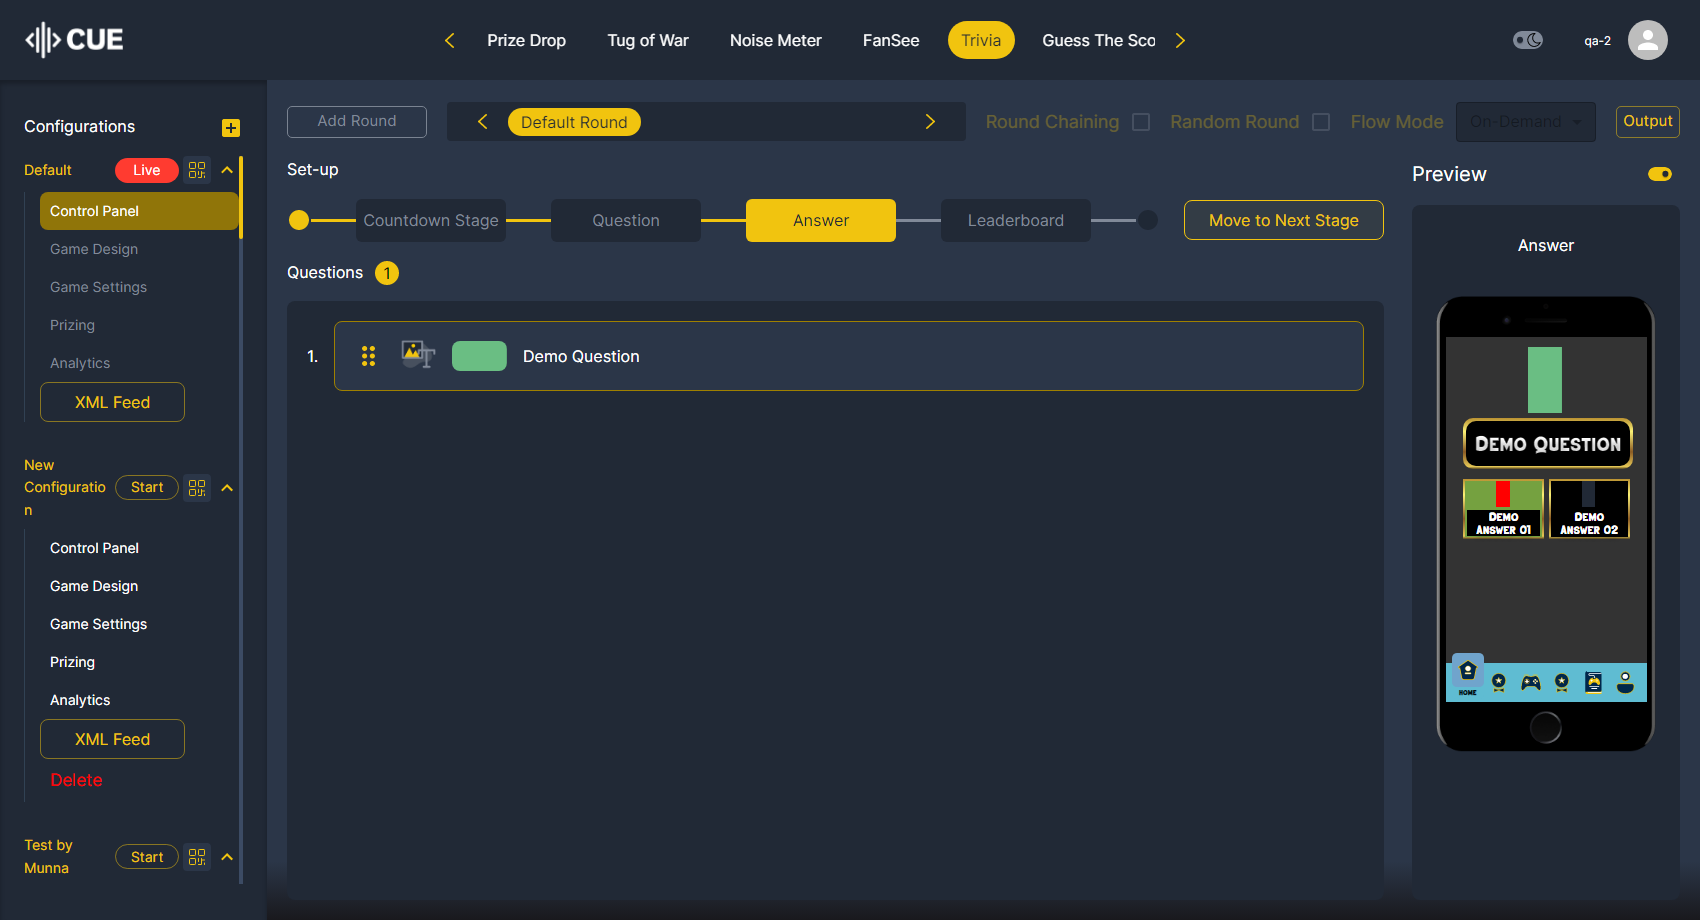 CUE
Prize Drop
Tug of War
Noise Meter
FanSee
Trivia
Guess The Sco
qa-2
Configurations
Default
Live
Control Panel
Game Design
Game Settings
Prizing
Analytics
XML Feed
New
Configuratio
n
Start
Control Panel
Game Design
Game Settings
Prizing
Analytics
XML Feed
Delete
Test by
Munna
Start
Add Round
Default Round
Round Chaining
Random Round
Flow Mode
On-Demand
Output
Set-up
Countdown Stage
Question
Answer
Leaderboard
Move to Next Stage
Questions 1
1.
Demo Question
Preview
Answer
Demo Question
Demo
Answer 01
Demo
Answer 02
HOME